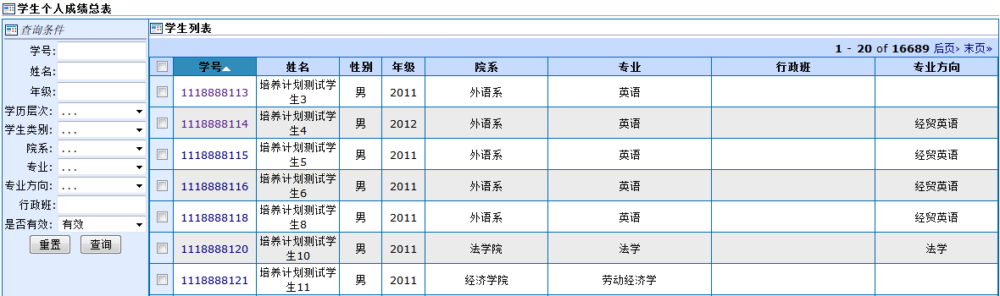 学生个人成绩总表
查询条件
学号:
姓名:
年级:
学历层次: ...
学生类别: ...
院系: ...
专业: ...
专业方向: ...
行政班:
是否有效: 有效
重置 查询
学生列表
1 - 20 of 16689 后页› 末页»
学号 姓名 性别 年级 院系 专业 行政班 专业方向
1118888113 培养计划测试学生3 男 2011 外语系 英语
1118888114 培养计划测试学生4 男 2012 外语系 英语 经贸英语
1118888115 培养计划测试学生5 男 2011 外语系 英语 经贸英语
1118888116 培养计划测试学生6 男 2011 外语系 英语 经贸英语
1118888118 培养计划测试学生8 男 2011 外语系 英语 经贸英语
1118888120 培养计划测试学生10 男 2011 法学院 法学 法学
1118888121 培养计划测试学生11 男 2011 经济学院 劳动经济学